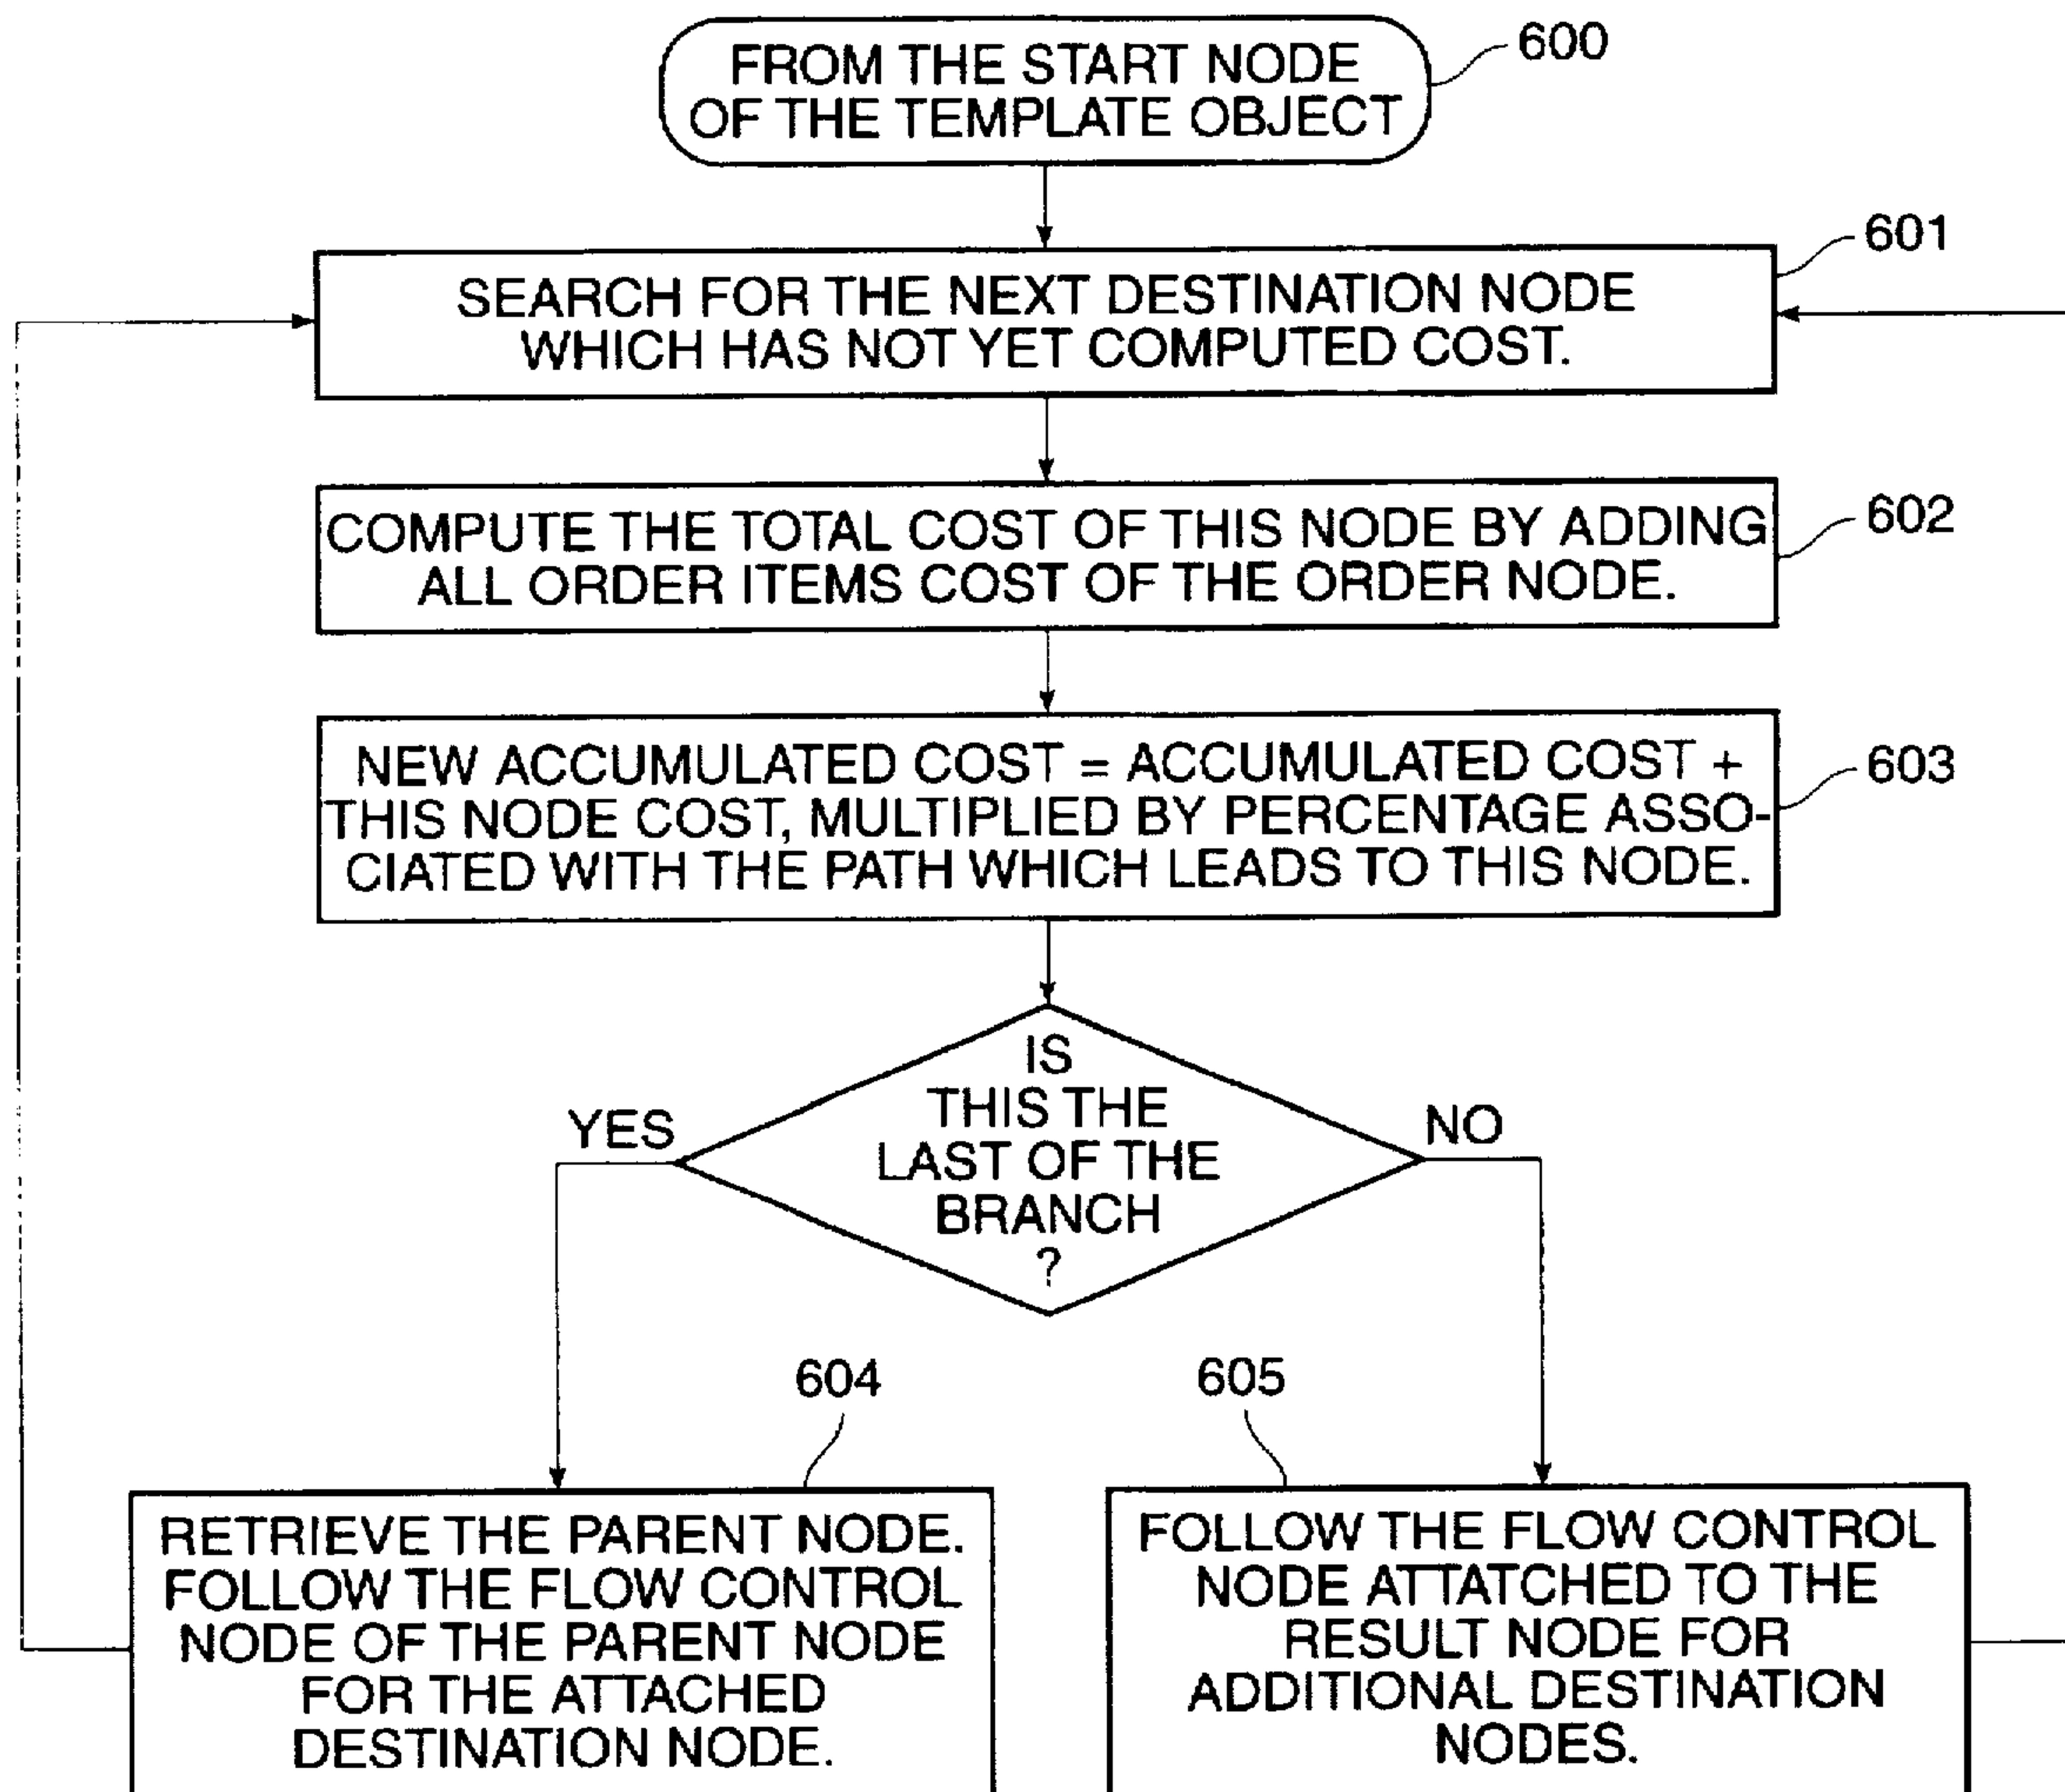 FROM THE START NODE
OF THE TEMPLATE OBJECT
600
601
SEARCH FOR THE NEXT DESTINATION NODE
WHICH HAS NOT YET COMPUTED COST.
602
COMPUTE THE TOTAL COST OF THIS NODE BY ADDING
ALL ORDER ITEMS COST OF THE ORDER NODE.
603
NEW ACCUMULATED COST = ACCUMULATED COST +
THIS NODE COST, MULTIPLIED BY PERCENTAGE ASSO-
CIATED WITH THE PATH WHICH LEADS TO THIS NODE.
IS
THIS THE
LAST OF THE
BRANCH
?
YES
NO
604
605
RETRIEVE THE PARENT NODE.
FOLLOW THE FLOW CONTROL
NODE OF THE PARENT NODE
FOR THE ATTACHED
DESTINATION NODE.
FOLLOW THE FLOW CONTROL
NODE ATTATCHED TO THE
RESULT NODE FOR
ADDITIONAL DESTINATION
NODES.